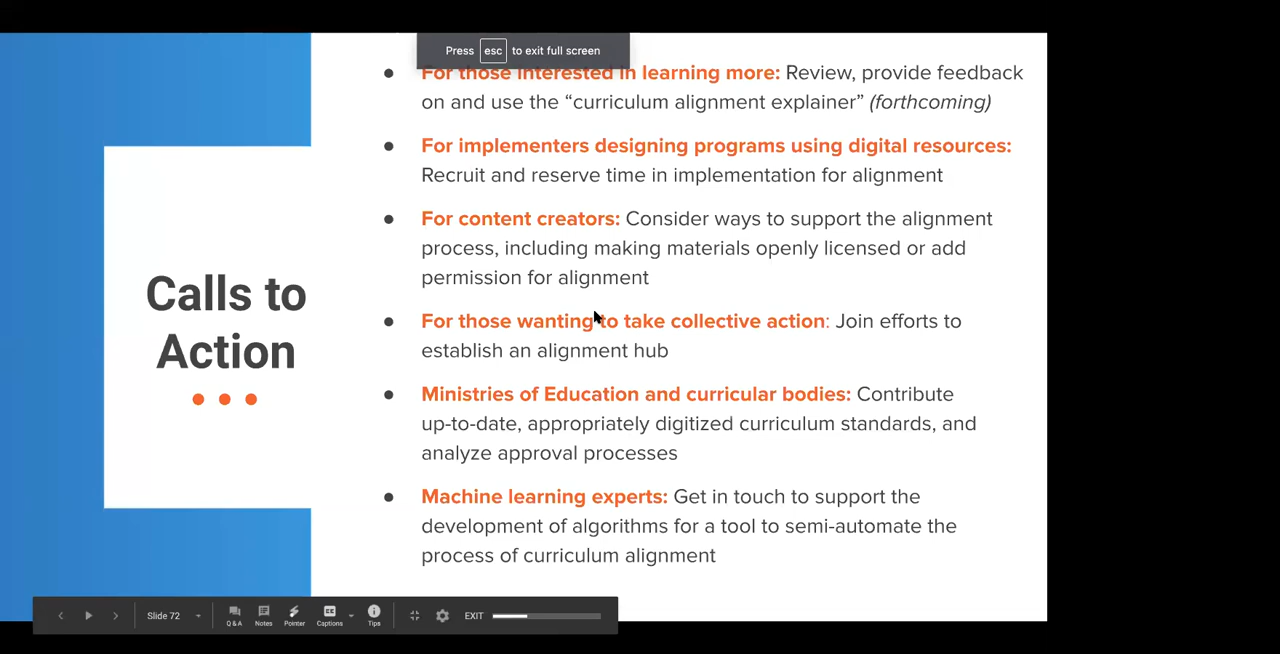 Press esc to exit full screen
For those interested in learning more: Review, provide feedback
on and use the “curriculum alignment explainer” (forthcoming)
For implementers designing programs using digital resources:
Recruit and reserve time in implementation for alignment
For content creators: Consider ways to support the alignment
process, including making materials openly licensed or add
permission for alignment
Calls to
Action
For those wanting to take collective action: Join efforts to
establish an alignment hub
Ministries of Education and curricular bodies: Contribute
up-to-date, appropriately digitized curriculum standards, and
analyze approval processes
Machine learning experts: Get in touch to support the
development of algorithms for a tool to semi-automate the
process of curriculum alignment
Slide 72
Q & A
Notes
Pointer
CC
Captions
Tips
EXIT